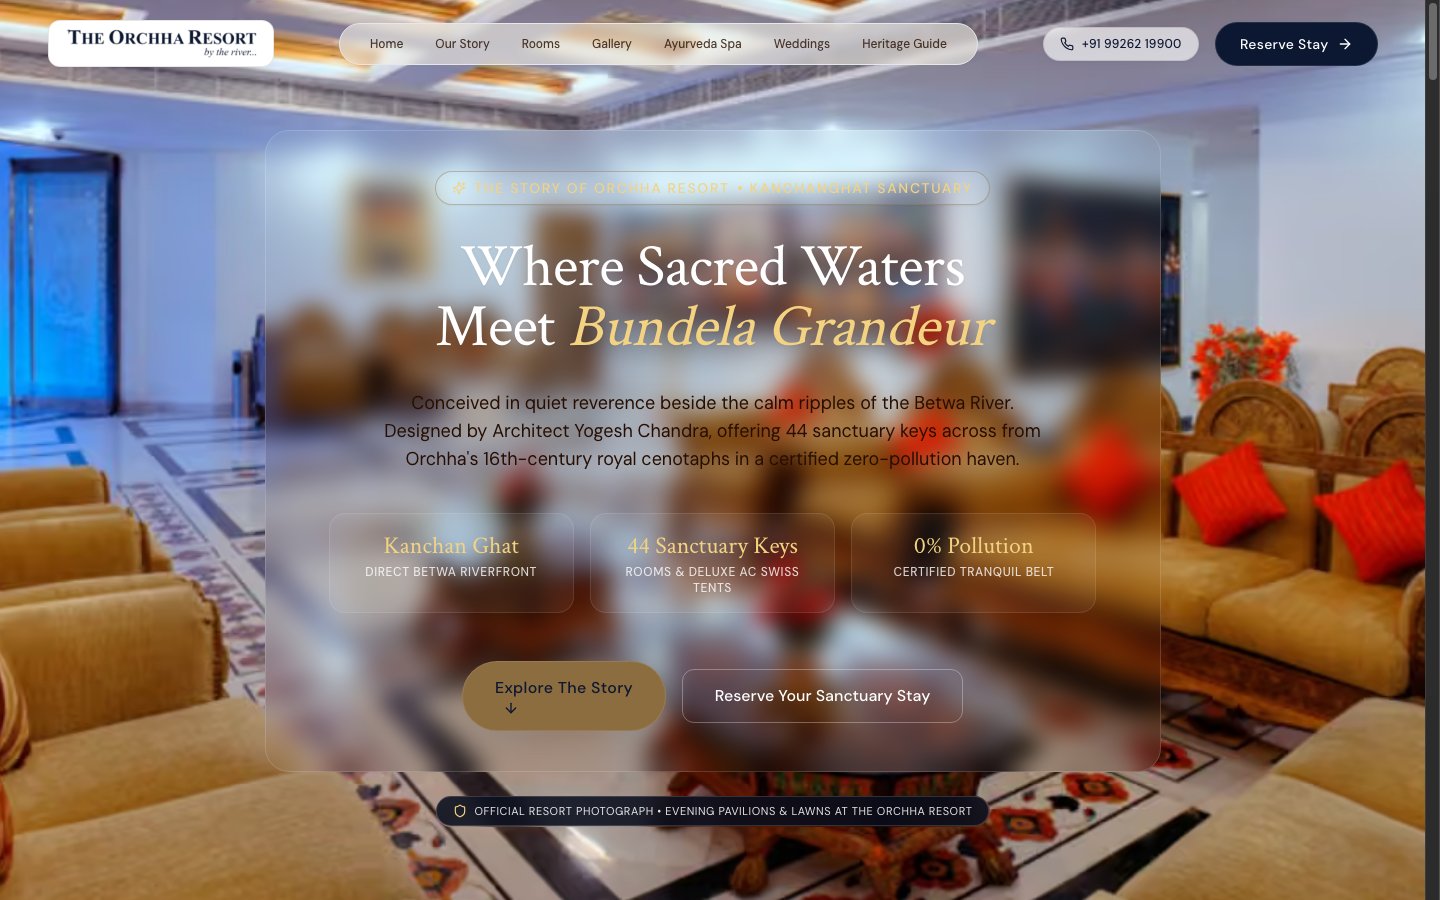 THE ORCHHA RESORT
by the river...
Home
Our Story
Rooms
Gallery
Ayurveda Spa
Weddings
Heritage Guide
+91 99262 19900
Reserve Stay
THE STORY OF ORCHHA RESORT • KANCHANGHAT SANCTUARY
Where Sacred Waters
Meet Bundela Grandeur
Conceived in quiet reverence beside the calm ripples of the Betwa River.
Designed by Architect Yogesh Chandra, offering 44 sanctuary keys across from
Orchha's 16th-century royal cenotaphs in a certified zero-pollution haven.
Kanchan Ghat
DIRECT BETWA RIVERFRONT
44 Sanctuary Keys
ROOMS & DELUXE AC SWISS
TENTS
0% Pollution
CERTIFIED TRANQUIL BELT
Explore The Story
Reserve Your Sanctuary Stay
OFFICIAL RESORT PHOTOGRAPH • EVENING PAVILIONS & LAWNS AT THE ORCHHA RESORT